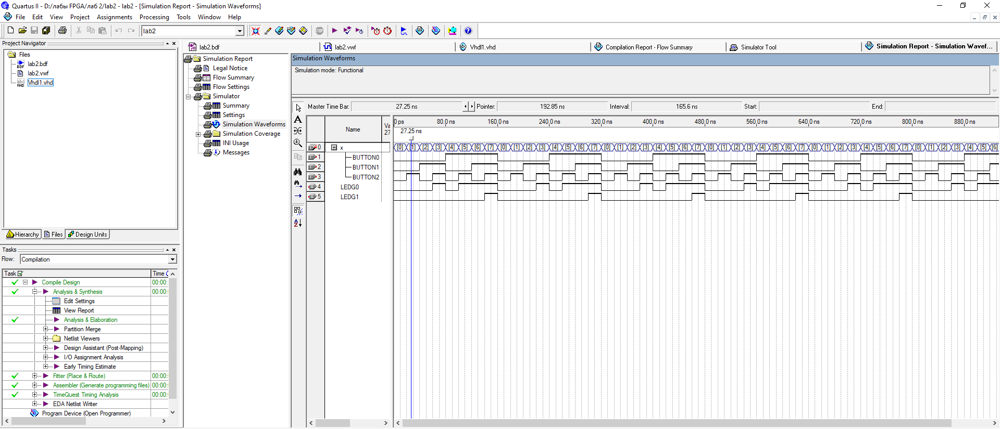 Quartus II - D:/лабы FPGA/лаб 2/lab2 - lab2 - [Simulation Report - Simulation Waveforms]
File Edit View Project Assignments Processing Tools Window Help
lab2
Project Navigator
Files
lab2.bdf
lab2.vwf
Vhdl1.vhd
Hierarchy Files Design Units
Tasks
Flow: Compilation
Task Time
Compile Design 00:00:
Analysis & Synthesis 00:00:
Edit Settings
View Report
Analysis & Elaboration
Partition Merge
Netlist Viewers
Design Assistant (Post-Mapping)
I/O Assignment Analysis
Early Timing Estimate
Fitter (Place & Route) 00:00:
Assembler (Generate programming files) 00:00:
TimeQuest Timing Analysis 00:00:
EDA Netlist Writer
Program Device (Open Programmer)
lab2.bdf lab2.vwf Vhdl1.vhd Compilation Report - Flow Summary Simulator Tool Simulation Report - Simulation Wavef...
Simulation Report
Legal Notice
Flow Summary
Flow Settings
Simulator
Summary
Settings
Simulation Waveforms
Simulation Coverage
INI Usage
Messages
Simulation Waveforms
Simulation mode: Functional
Master Time Bar: 27.25 ns Pointer: 192.85 ns Interval: 165.6 ns Start: End:
Name Va 27
0 ps 80.0 ns 160.0 ns 240.0 ns 320.0 ns 400.0 ns 480.0 ns 560.0 ns 640.0 ns 720.0 ns 800.0 ns 880.0 ns
27.25 ns
0 x [0] [1] [2] [3] [4] [5] [6] [7] [0] [1] [2] [3] [4] [5] [6] [7] [0] [1] [2] [3] [4] [5] [6] [7] [0] [1] [2] [3] [4] [5] [6] [7] [0] [1] [2] [3] [4] [5] [6] [7] [0] [1] [2] [3] [4] [5] [6]
1 BUTTON0
2 BUTTON1
3 BUTTON2
4 LEDG0
5 LEDG1